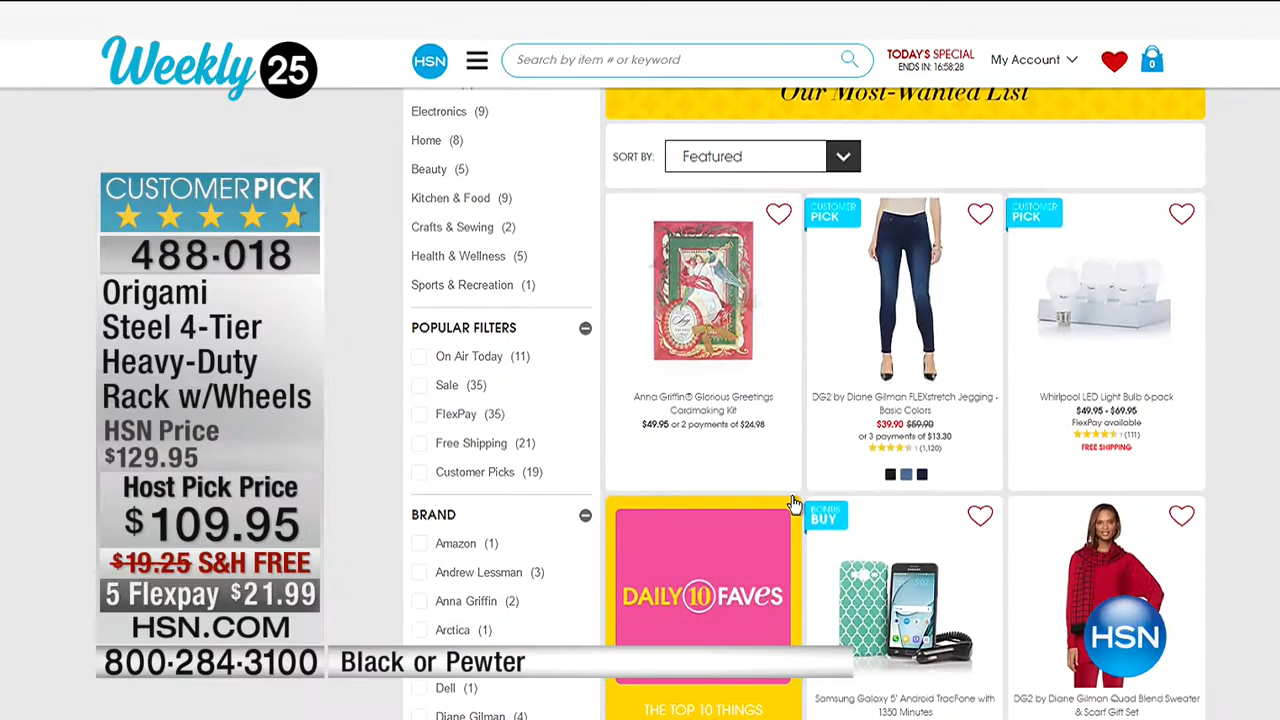 Weekly 25
HSN
Search by item # or keyword
TODAY'S SPECIAL
ENDS IN: 16:58:28
My Account
0
Our Most-Wanted List
Electronics (9)
Home (8)
Beauty (5)
Kitchen & Food (9)
Crafts & Sewing (2)
Health & Wellness (5)
Sports & Recreation (1)
POPULAR FILTERS
On Air Today (11)
Sale (35)
FlexPay (35)
Free Shipping (21)
Customer Picks (19)
BRAND
Amazon (1)
Andrew Lessman (3)
Anna Griffin (2)
Arctica (1)
Dell (1)
Diane Gilman (4)
SORT BY: Featured
Anna Griffin® Glorious Greetings
Cardmaking Kit
$49.95 or 2 payments of $24.98
CUSTOMER
PICK
DG2 by Diane Gilman FLEXstretch Jegging -
Basic Colors
$39.90 $59.90
or 3 payments of $13.30
(1,120)
CUSTOMER
PICK
Whirlpool LED Light Bulb 6-pack
$49.95 - $69.95
FlexPay available
(111)
FREE SHIPPING
DAILY 10 FAVES
THE TOP 10 THINGS
BONUS
BUY
Samsung Galaxy 5" Android TracFone with
1350 Minutes
DG2 by Diane Gilman Quad Blend Sweater
& Scarf Gift Set
HSN
CUSTOMER PICK
488-018
Origami
Steel 4-Tier
Heavy-Duty
Rack w/Wheels
HSN Price
$129.95
Host Pick Price
$109.95
$19.25 S&H FREE
5 Flexpay $21.99
HSN.COM
800-284-3100
Black or Pewter